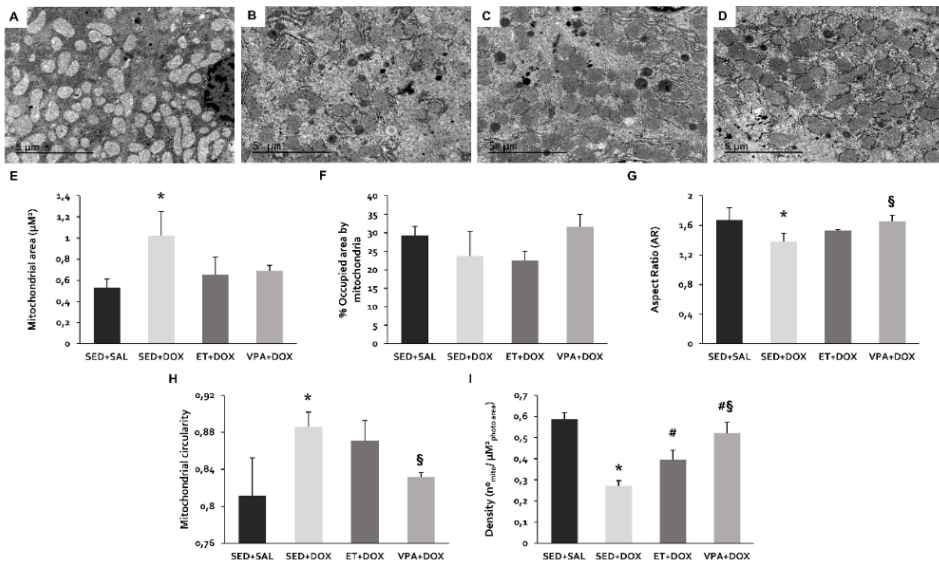 A
B
C
D
5 µm
5 µm
5 µm
5 µm
E
*
Mitochondrial area (µM²)
1,4
1,2
1
0,8
0,6
0,4
0,2
0
SED+SAL SED+DOX ET+DOX VPA+DOX
F
% Occupied area by
mitochondria
40
35
30
25
20
15
10
5
0
SED+SAL SED+DOX ET+DOX VPA+DOX
G
*
§
Aspect Ratio (AR)
2
1,6
1,2
0,8
0,4
0
SED+SAL SED+DOX ET+DOX VPA+DOX
H
*
§
Mitochondrial circularity
0,92
0,88
0,84
0,8
0,76
SED+SAL SED+DOX ET+DOX VPA+DOX
I
*
#
#§
Density (nº mito/ µM² photo area)
0,7
0,6
0,5
0,4
0,3
0,2
0,1
0
SED+SAL SED+DOX ET+DOX VPA+DOX